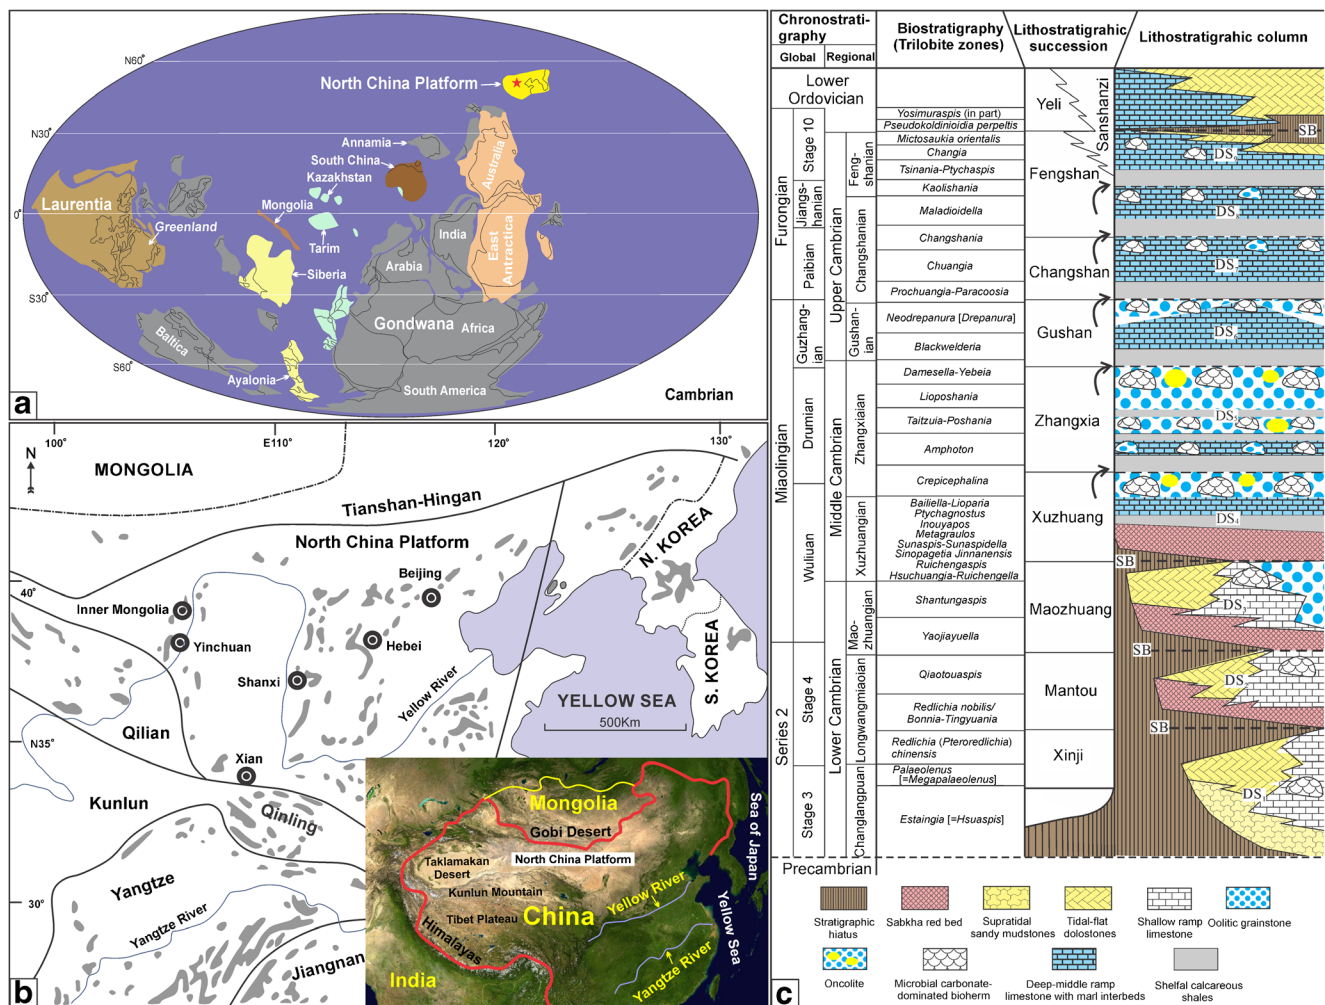 N60°
North China Platform
N30°
Annamia
South China
Kazakhstan
Australia
Laurentia
Mongolia
0°
Greenland
Tarim
India
East
Antractica
Siberia
Arabia
S30°
Gondwana
Africa
Baltica
S60°
Ayalonia
South America
Cambrian
a
100°
E110°
120°
130°
N
MONGOLIA
Tianshan-Hingan
North China Platform
N. KOREA
Beijing
40°
Inner Mongolia
Yinchuan
Hebei
Shanxi
Yellow River
S. KOREA
YELLOW SEA
500Km
Qilian
N35°
Xian
Kunlun
Qinling
Yangtze
30°
Yangtze River
Jiangnan
b
Mongolia
Gobi Desert
Sea of Japan
North China Platform
Taklamakan
Desert
Kunlun Mountain
Yellow River
Tibet Plateau
China
Himalayas
Yellow Sea
India
Yangtze River
Chronostrati-
graphy
Global
Regional
Biostratigraphy
(Trilobite zones)
Lithostratigrahic
succession
Lithostratigrahic column
Lower
Ordovician
Furongian
Miaolingian
Series 2
Stage 10
Jiangs-
hanian
Paibian
Guzhang-
ian
Drumian
Wuliuan
Stage 4
Stage 3
Upper Cambrian
Middle Cambrian
Lower Cambrian
Feng-
shanian
Changshanian
Gushan-
ian
Zhangxiaian
Xuzhuangian
Mao-
zhuangian
Longwangmiaoian
Changlangpuan
Yosimuraspis (in part)
Pseudokoldinioidia perpeltis
Mictosaukia orientalis
Changia
Tsinania-Ptychaspis
Kaolishania
Maladioidella
Changshania
Chuangia
Prochuangia-Paracoosia
Neodrepanura [Drepanura]
Blackwelderia
Damesella-Yebeia
Lioposhania
Taitzuia-Poshania
Amphoton
Crepicephalina
Bailiella-Lioparia
Ptychagnostus
Inouyapos
Metagraulos
Sunaspis-Sunaspidella
Sinopagetia Jinnanensis
Ruichengaspis
Hsuchuangia-Ruichengella
Shantungaspis
Yaojiayuella
Qiaotouaspis
Redlichia nobilis/
Bonnia-Tingyuania
Redlichia (Pteroredlichia)
chinensis
Palaeolenus
[=Megapalaeolenus]
Estaingia [=Hsuaspis]
Yeli
Sanshanzi
Fengshan
Changshan
Gushan
Zhangxia
Xuzhuang
Maozhuang
Mantou
Xinji
SB
DS
DS
DS
DS
DS5
DS4
SB
DS3
SB
DS
SB
DS1
Precambrian
Stratigraphic
hiatus
Sabkha red bed
Supratidal
sandy mudstones
Tidal-flat
dolostones
Shallow ramp
limestone
Oolitic grainstone
Oncolite
Microbial carbonate-
dominated bioherm
Deep-middle ramp
limestone with marl interbeds
Shelfal calcareous
shales
c